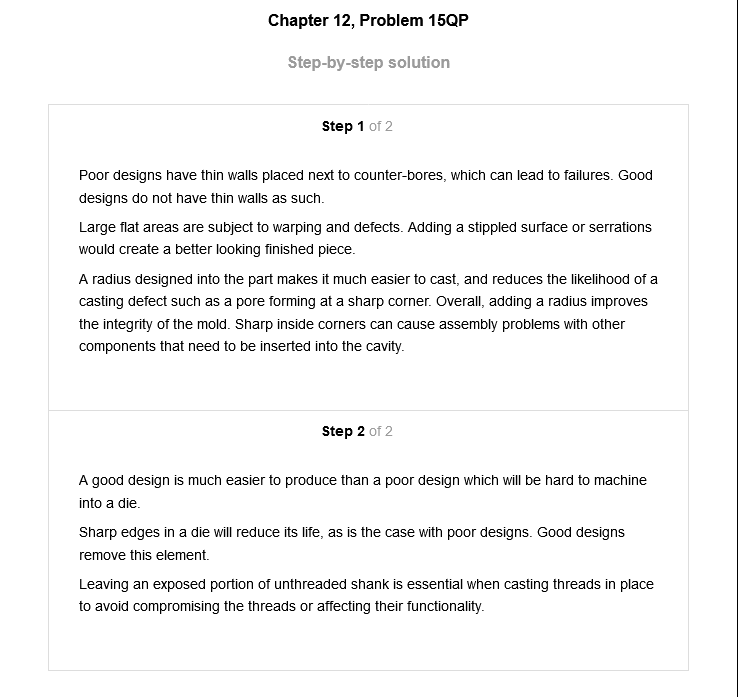 Chapter 12, Problem 15QP
Step-by-step solution
Step 1 of 2
Poor designs have thin walls placed next to counter-bores, which can lead to failures. Good
designs do not have thin walls as such.
Large flat areas are subject to warping and defects. Adding a stippled surface or serrations
would create a better looking finished piece.
A radius designed into the part makes it much easier to cast, and reduces the likelihood of a
casting defect such as a pore forming at a sharp corner. Overall, adding a radius improves
the integrity of the mold. Sharp inside corners can cause assembly problems with other
components that need to be inserted into the cavity.
Step 2 of 2
A good design is much easier to produce than a poor design which will be hard to machine
into a die.
Sharp edges in a die will reduce its life, as is the case with poor designs. Good designs
remove this element.
Leaving an exposed portion of unthreaded shank is essential when casting threads in place
to avoid compromising the threads or affecting their functionality.